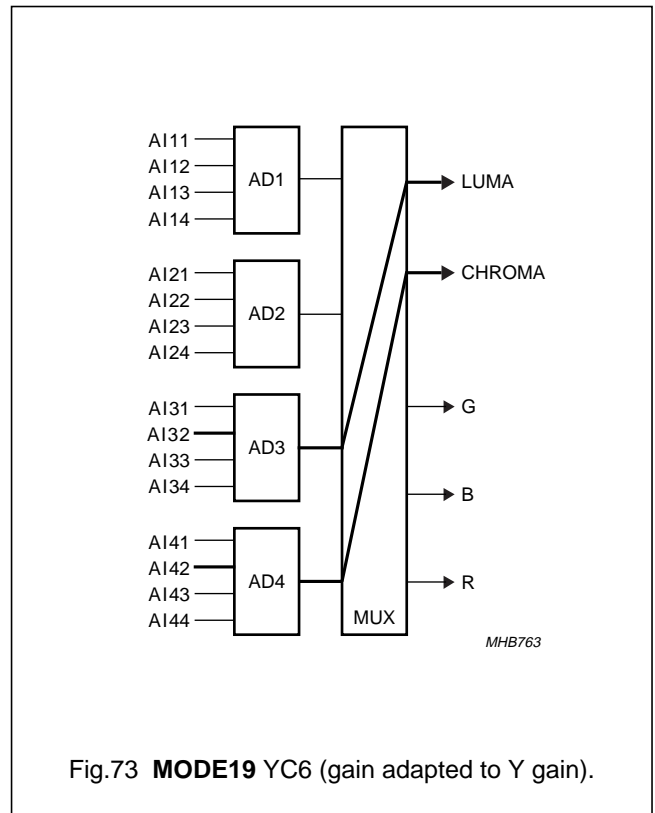 AI11
AI12
AI13
AI14
AD1
AI21
AI22
AI23
AI24
AD2
AI31
AI32
AI33
AI34
AD3
AI41
AI42
AI43
AI44
AD4
MUX
LUMA
CHROMA
G
B
R
MHB763
Fig.73 MODE19 YC6 (gain adapted to Y gain).